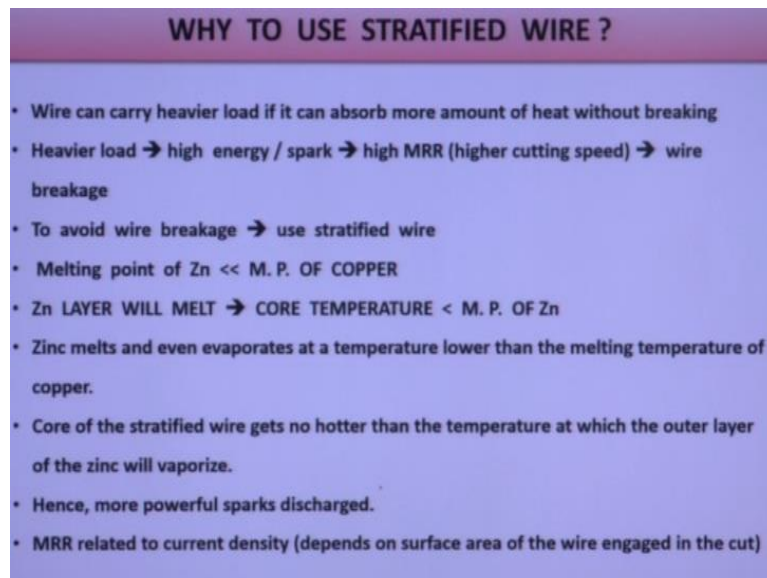 WHY TO USE STRATIFIED WIRE ?
• Wire can carry heavier load if it can absorb more amount of heat without breaking
• Heavier load → high energy / spark → high MRR (higher cutting speed) → wire
breakage
• To avoid wire breakage → use stratified wire
• Melting point of Zn << M. P. OF COPPER
• Zn LAYER WILL MELT → CORE TEMPERATURE < M. P. OF Zn
• Zinc melts and even evaporates at a temperature lower than the melting temperature of
copper.
• Core of the stratified wire gets no hotter than the temperature at which the outer layer
of the zinc will vaporize.
• Hence, more powerful sparks discharged.
• MRR related to current density (depends on surface area of the wire engaged in the cut)